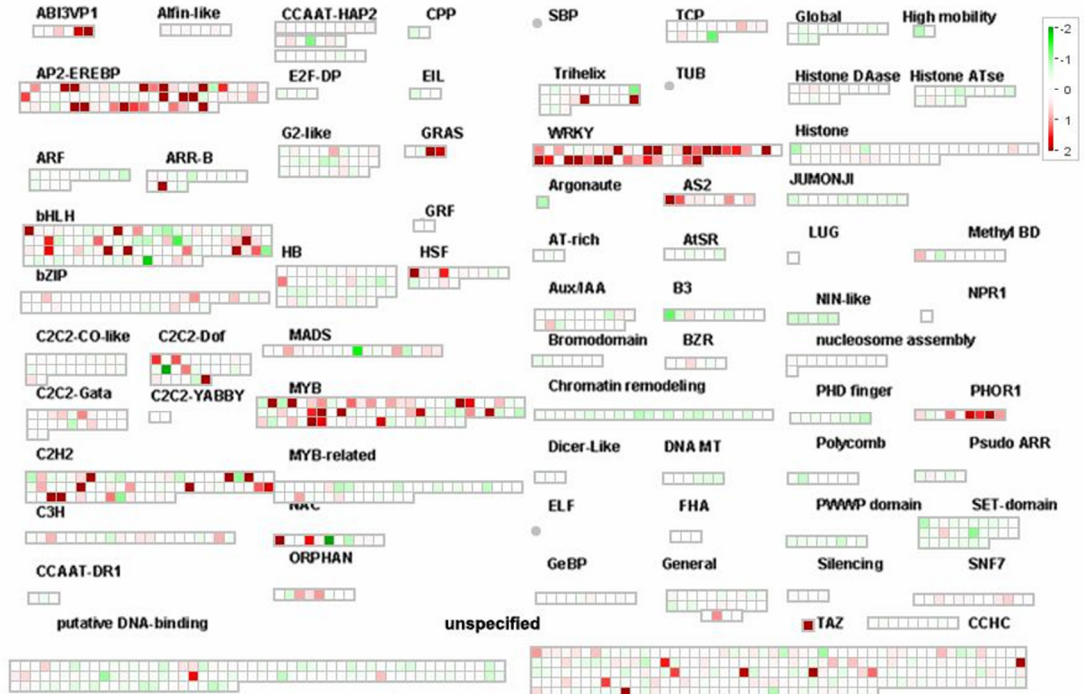 ABI3VP1
Alfin-like
CCAAT-HAP2
CPP
SBP
TCP
Global
High mobility
-2
-1
0
1
2
AP2-EREBP
E2F-DP
EIL
Trihelix
TUB
Histone DAase
Histone ATse
G2-like
GRAS
WRKY
Histone
ARF
ARR-B
Argonaute
AS2
JUMONJI
bHLH
GRF
AT-rich
AtSR
LUG
Methyl BD
HB
HSF
bZIP
Aux/IAA
B3
NIN-like
NPR1
C2C2-CO-like
C2C2-Dof
MADS
Bromodomain
BZR
nucleosome assembly
C2C2-Gata
C2C2-YABBY
MYB
Chromatin remodeling
PHD finger
PHOR1
C2H2
MYB-related
Dicer-Like
DNA MT
Polycomb
Psudo ARR
C3H
NAC
ELF
FHA
PWWP domain
SET-domain
CCAAT-DR1
ORPHAN
GeBP
General
Silencing
SNF7
putative DNA-binding
unspecified
TAZ
CCHC